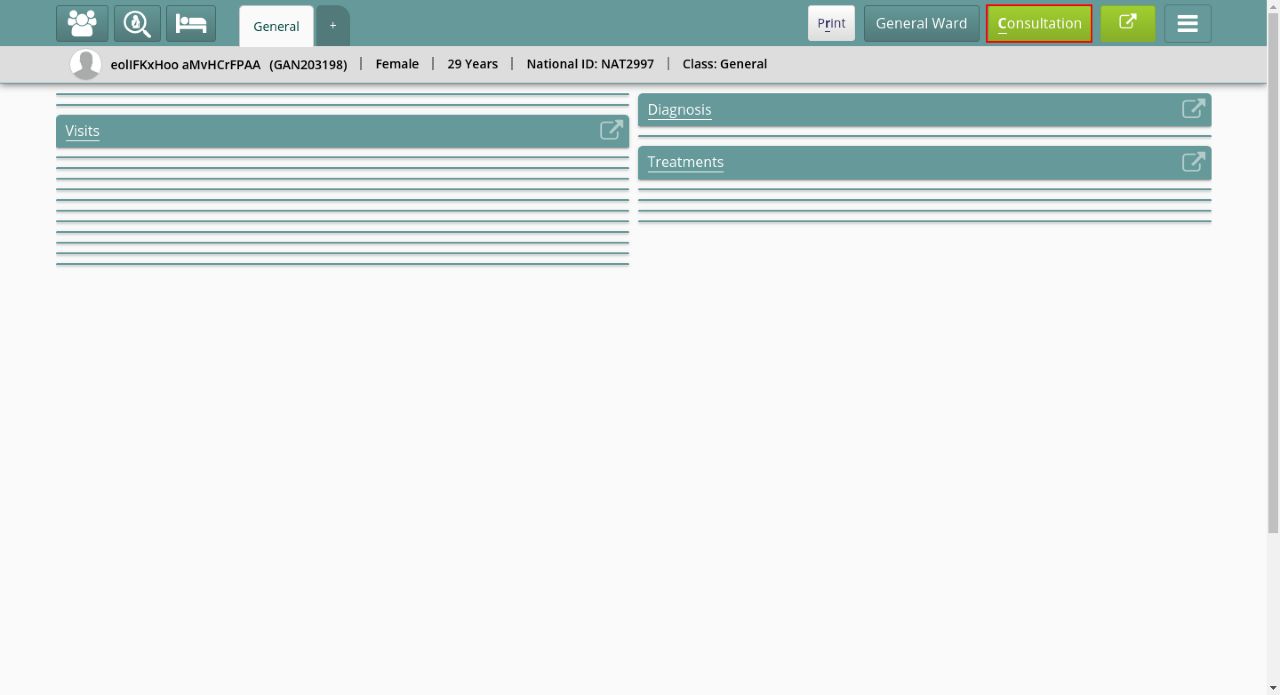 General
+
Print
General Ward
Consultation
eolIFKxHoo aMvHCrFPAA (GAN203198) | Female | 29 Years | National ID: NAT2997 | Class: General
Visits
Diagnosis
Treatments